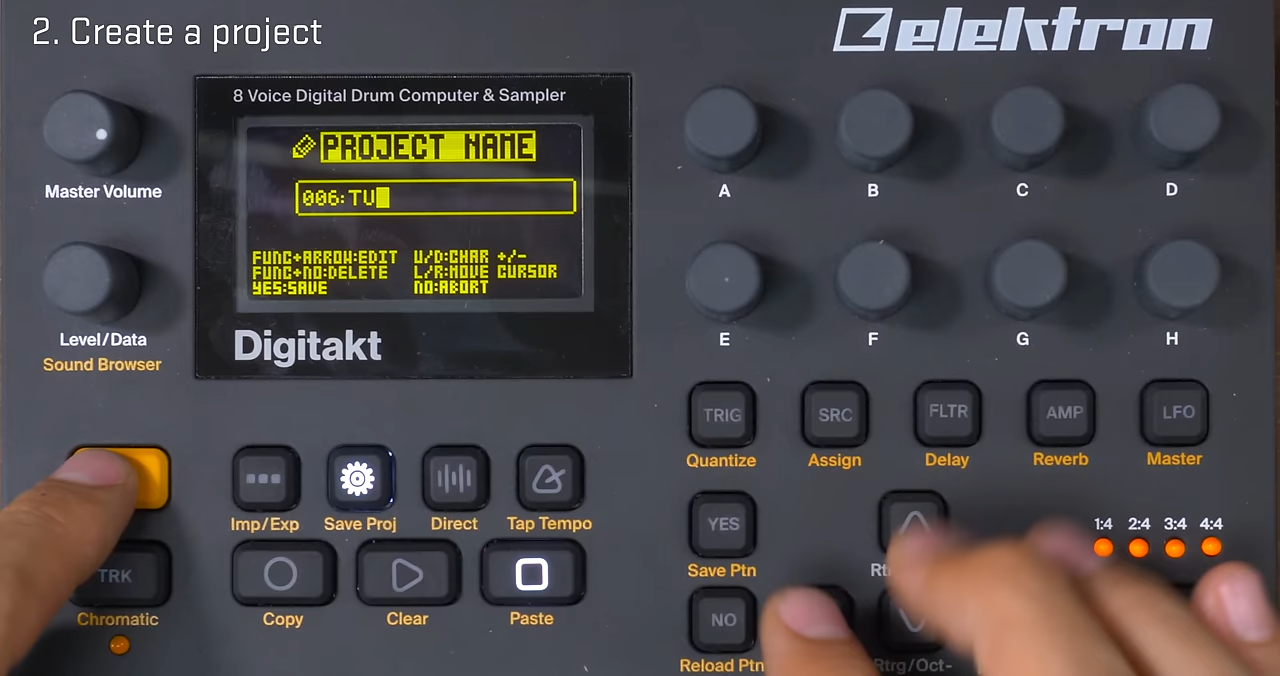 2. Create a project
elektron
8 Voice Digital Drum Computer & Sampler
PROJECT NAME
006:TU
FUNC+ARROW:EDIT U/D:CHAR +/-
FUNC+NO:DELETE L/R:MOVE CURSOR
YES:SAVE NO:ABORT
Digitakt
Master Volume
Level/Data
Sound Browser
A B C D
E F G H
TRIG SRC FLTR AMP LFO
Quantize Assign Delay Reverb Master
Imp/Exp Save Proj Direct Tap Tempo
YES
Save Ptn
1:4 2:4 3:4 4:4
TRK
Chromatic
Copy Clear Paste
NO
Reload Ptn
Rtrg/Oct-